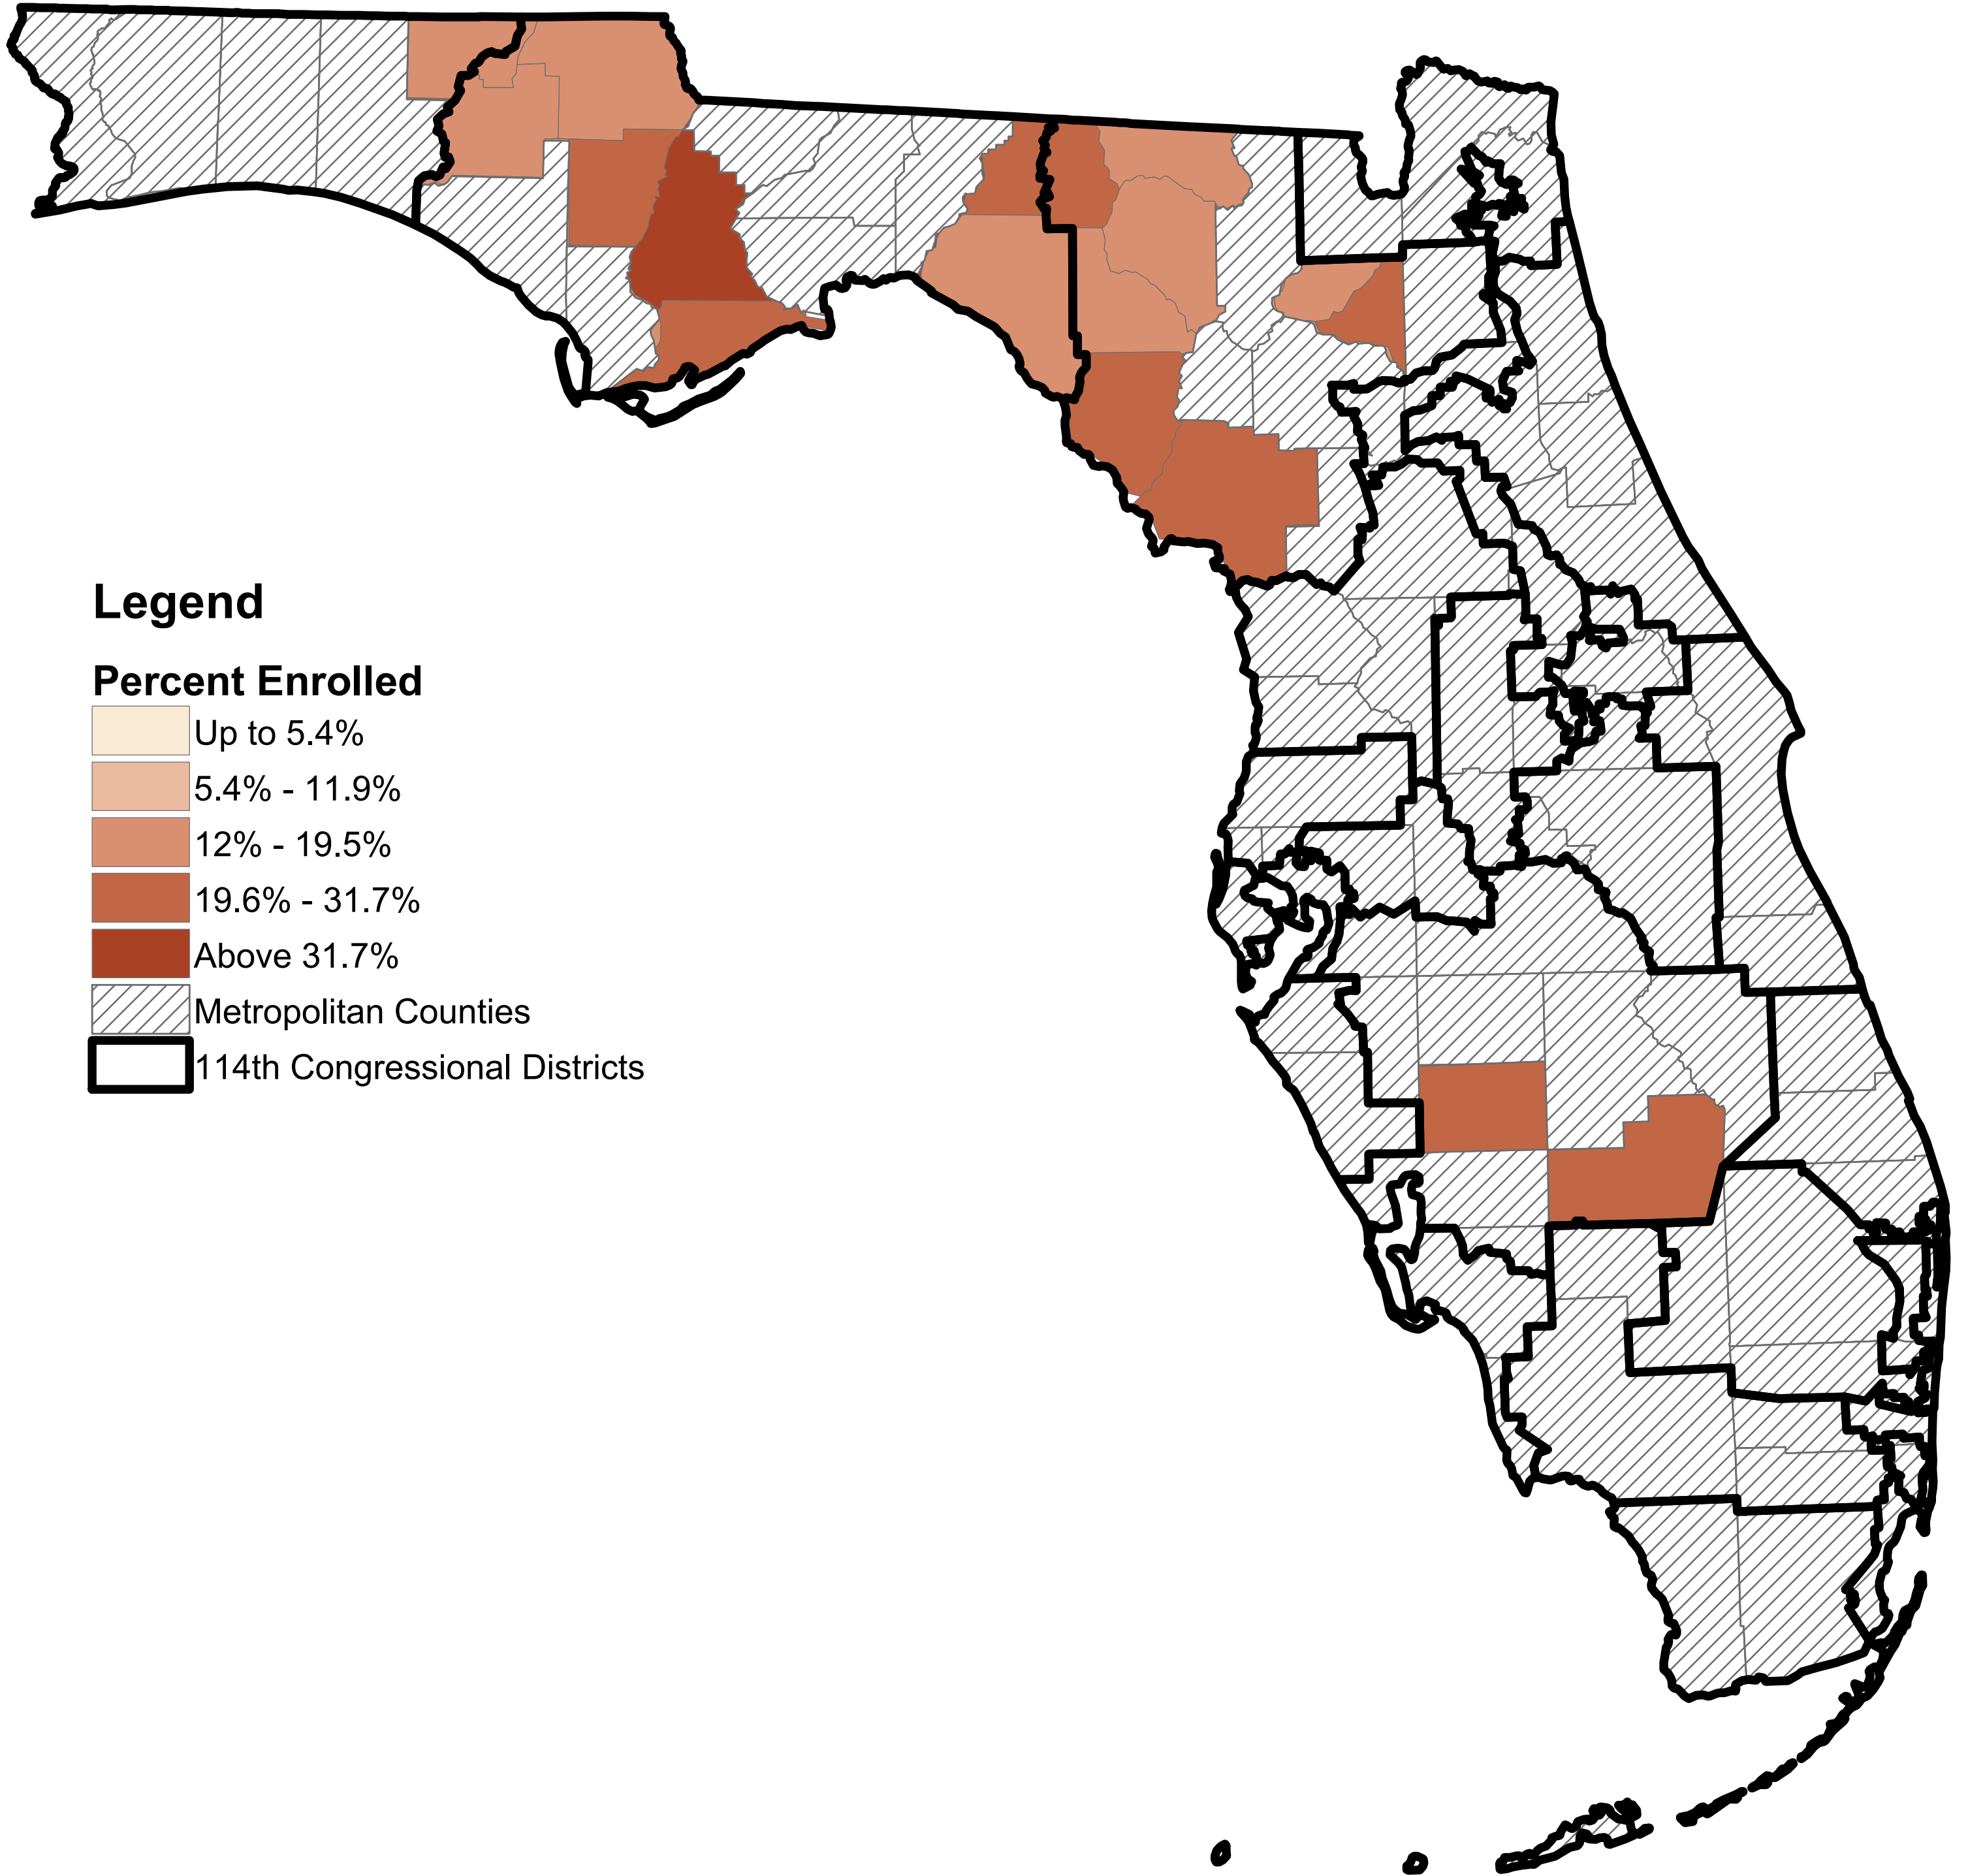 Legend
Percent Enrolled
Up to 5.4%
5.4% - 11.9%
12% - 19.5%
19.6% - 31.7%
Above 31.7%
Metropolitan Counties
114th Congressional Districts